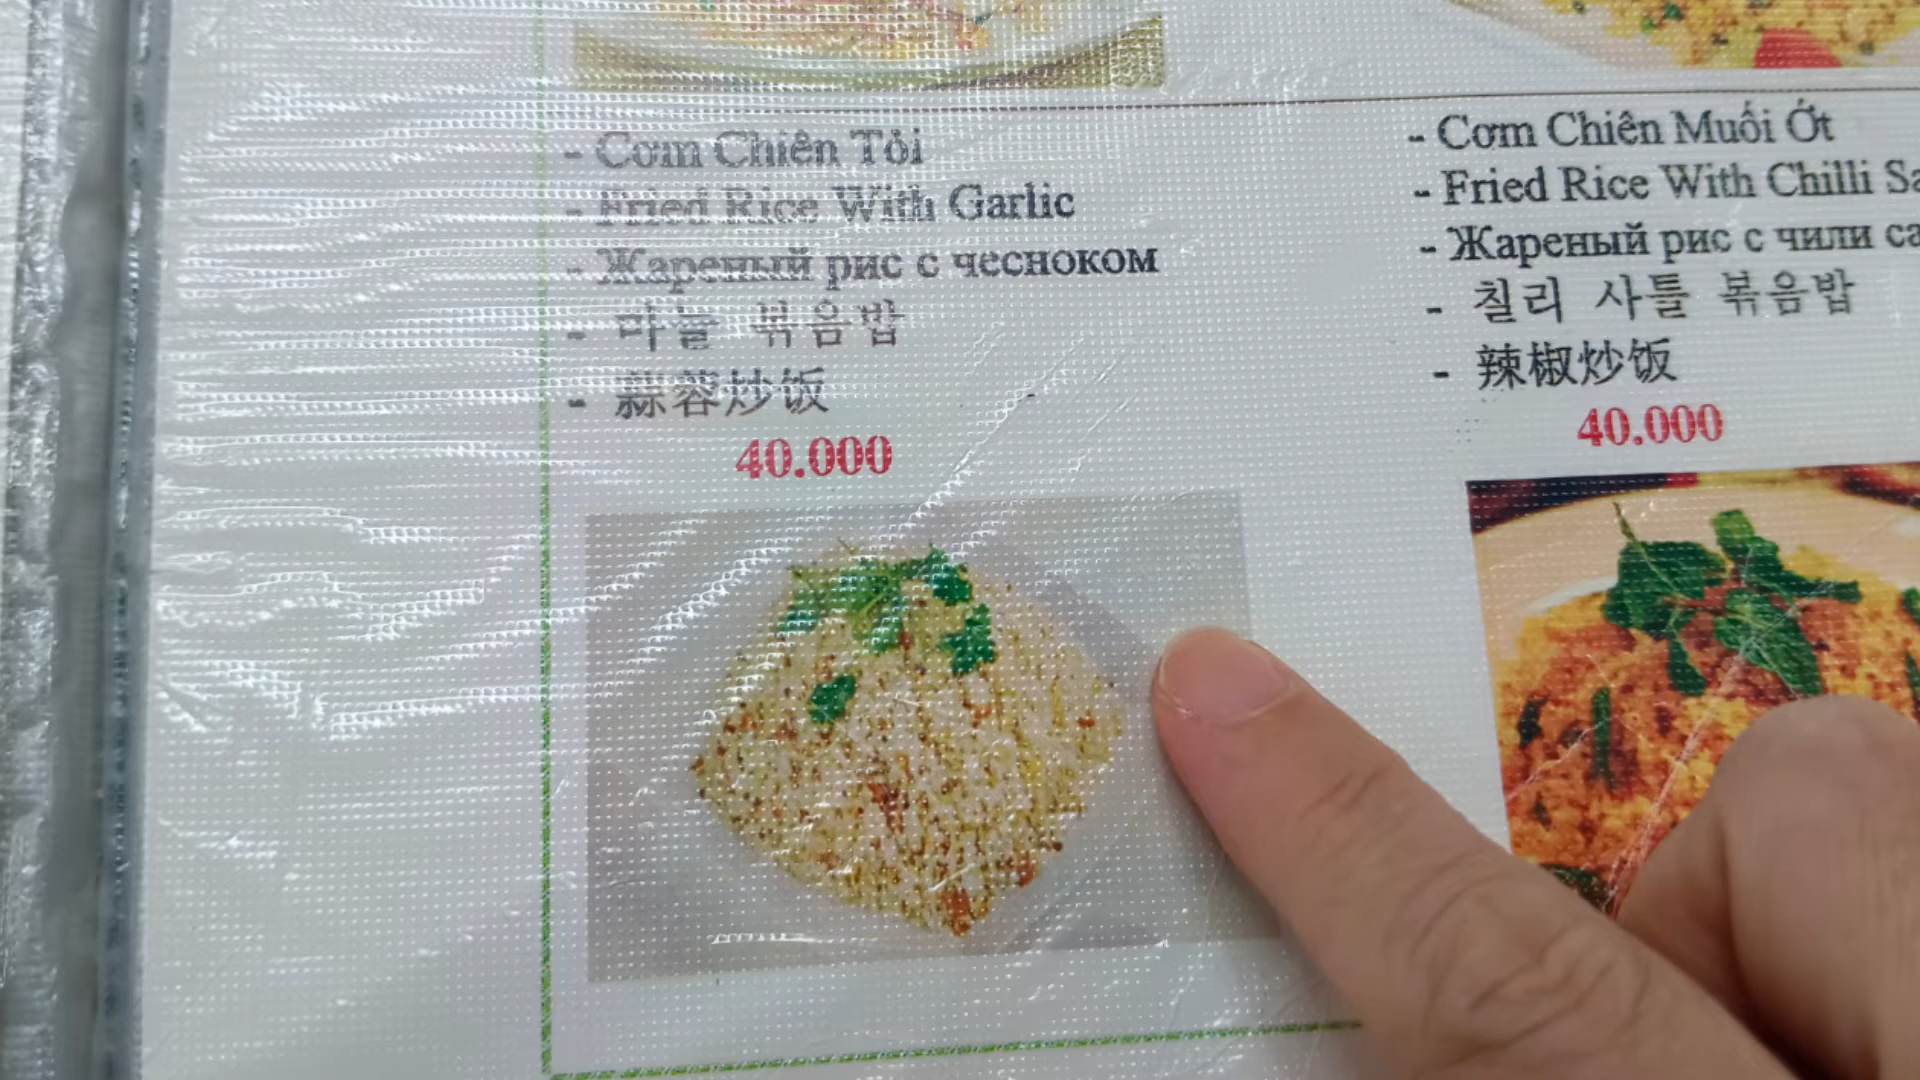 - Cơm Chiên Tỏi
- Fried Rice With Garlic
- Жареный рис с чесноком
- 마늘 볶음밥
- 蒜蓉炒饭
40.000
- Cơm Chiên Muối Ớt
- Fried Rice With Chilli
- Жареный рис с чили
- 칠리 사틀 볶음밥
- 辣椒炒饭
40.000